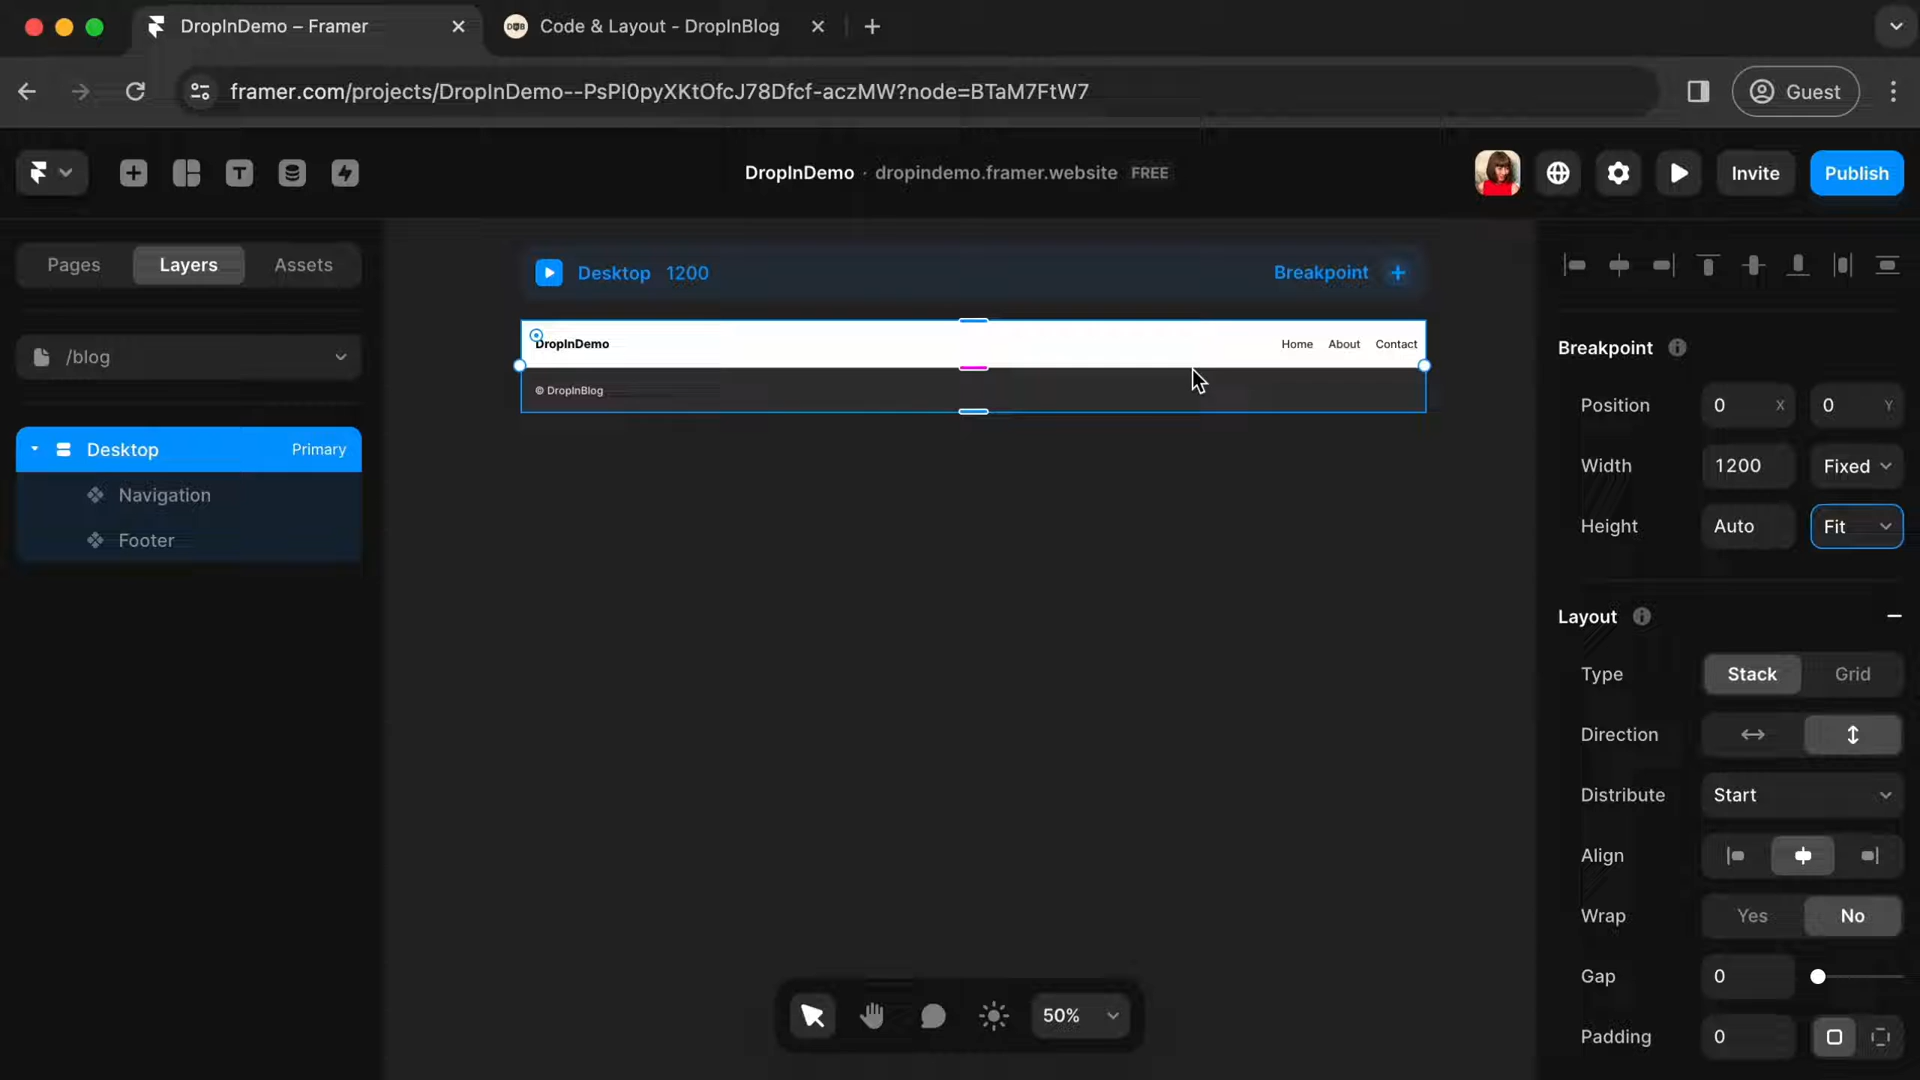 DropInDemo – Framer
Code & Layout - DropInBlog
framer.com/projects/DropInDemo--PsPI0pyXKtOfcJ78Dfcf-aczMW?node=BTaM7FtW7
Guest
DropInDemo · dropindemo.framer.website FREE
Invite
Publish
Pages Layers Assets
/blog
Desktop Primary
Navigation
Footer
Desktop 1200
Breakpoint
DropInDemo
Home About Contact
© DropInBlog
50%
Breakpoint
Position 0 X 0 Y
Width 1200 Fixed
Height Auto Fit
Layout
Type Stack Grid
Direction
Distribute Start
Align
Wrap Yes No
Gap 0
Padding 0